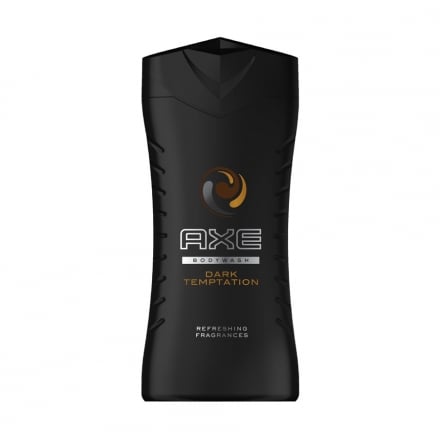 AXE
BODYWASH
DARK
TEMPTATION
REFRESHING
FRAGRANCES